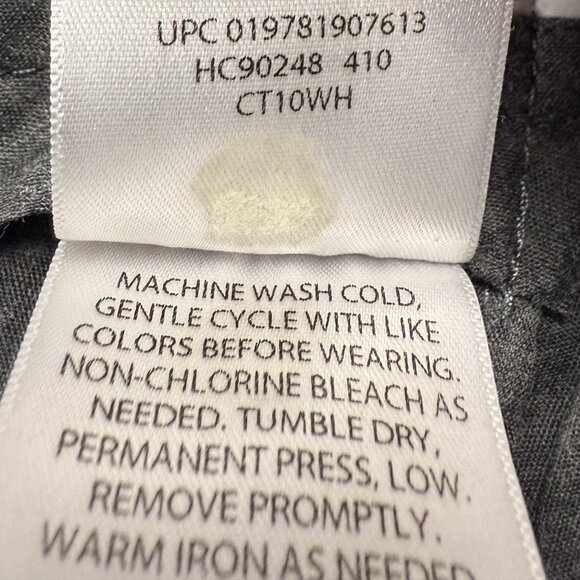 UPC 019781907613
HC90248 410
CT10WH
MACHINE WASH COLD,
GENTLE CYCLE WITH LIKE
COLORS BEFORE WEARING.
NON-CHLORINE BLEACH AS
NEEDED. TUMBLE DRY,
PERMANENT PRESS, LOW.
REMOVE PROMPTLY.
WARM IRON AS NEEDED